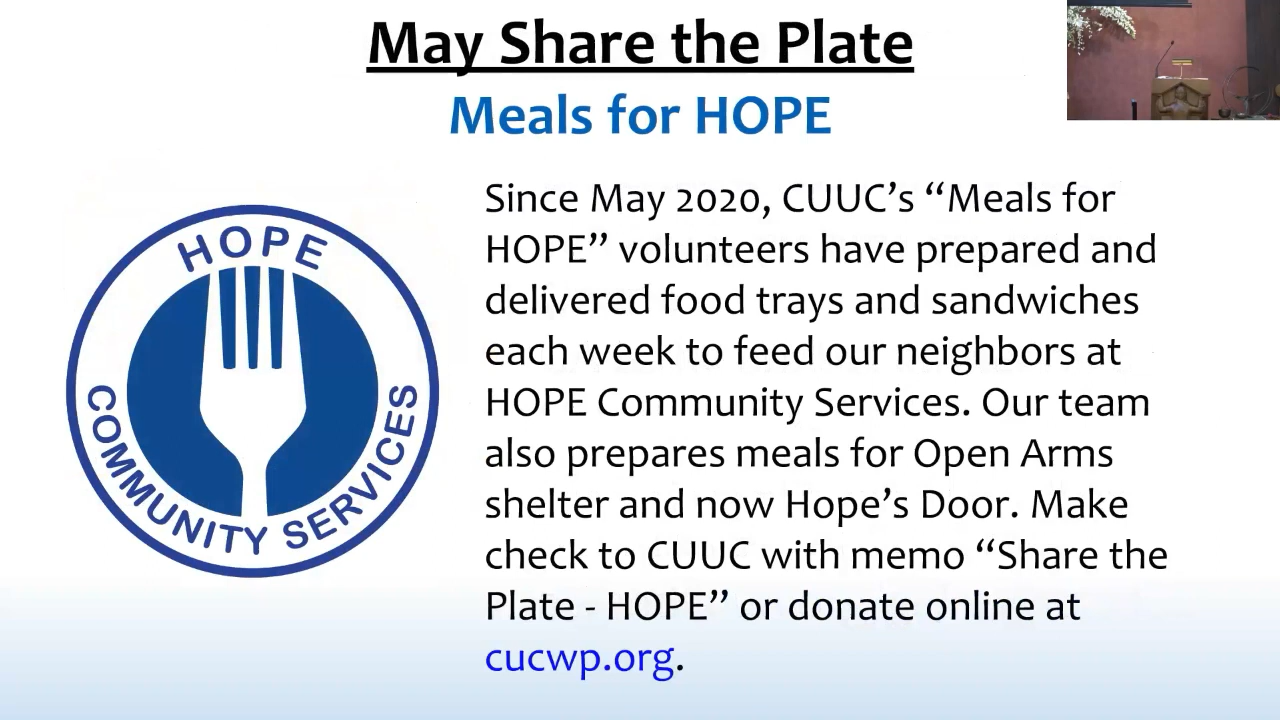 May Share the Plate
Meals for HOPE
HOPE
COMMUNITY SERVICES
Since May 2020, CUUC’s “Meals for
HOPE” volunteers have prepared and
delivered food trays and sandwiches
each week to feed our neighbors at
HOPE Community Services. Our team
also prepares meals for Open Arms
shelter and now Hope’s Door. Make
check to CUUC with memo “Share the
Plate - HOPE” or donate online at
cucwp.org.